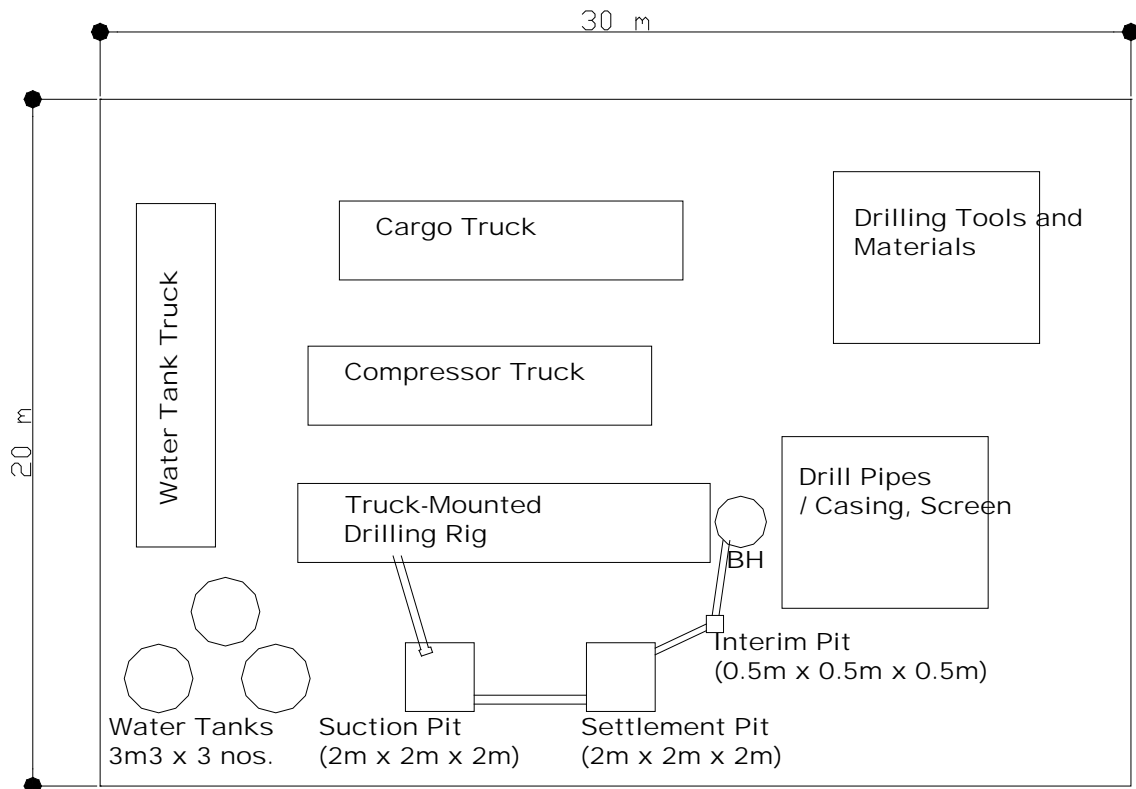 30 m
Cargo Truck
Drilling Tools and
Materials
Water Tank Truck
Compressor Truck
20 m
Drill Pipes
/ Casing, Screen
Truck-Mounted
Drilling Rig
BH
Interim Pit
(0.5m x 0.5m x 0.5m)
Water Tanks
3m3 x 3 nos.
Suction Pit
(2m x 2m x 2m)
Settlement Pit
(2m x 2m x 2m)